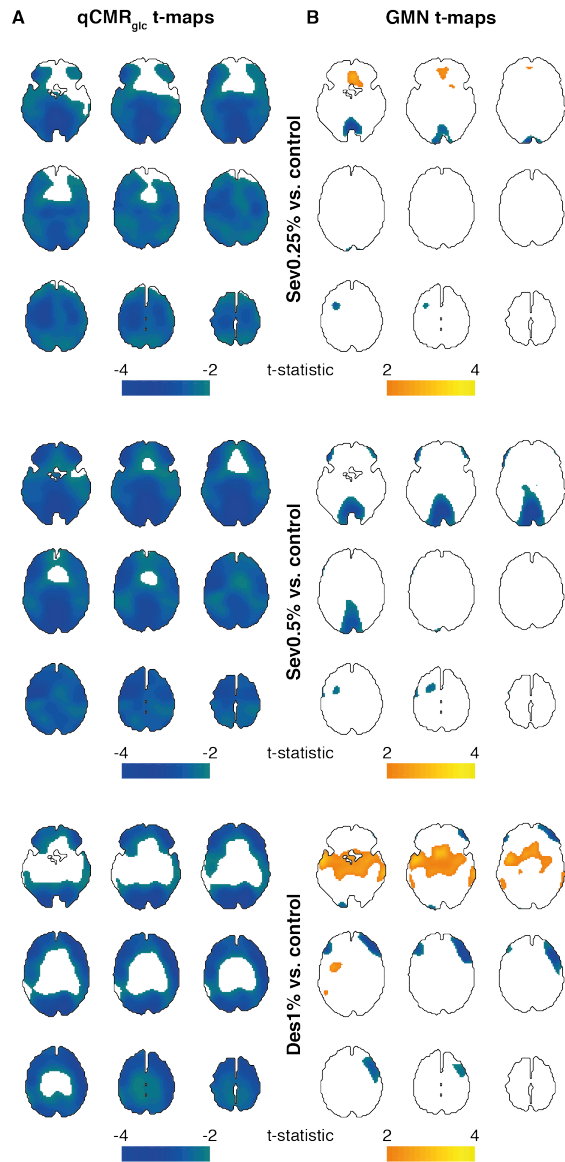 A
qCMRglc t-maps
B
GMN t-maps
Sev0.25% vs. control
-4
-2
t-statistic
2
4
Sev0.5% vs. control
-4
-2
t-statistic
2
4
Des1% vs. control
-4
-2
t-statistic
2
4